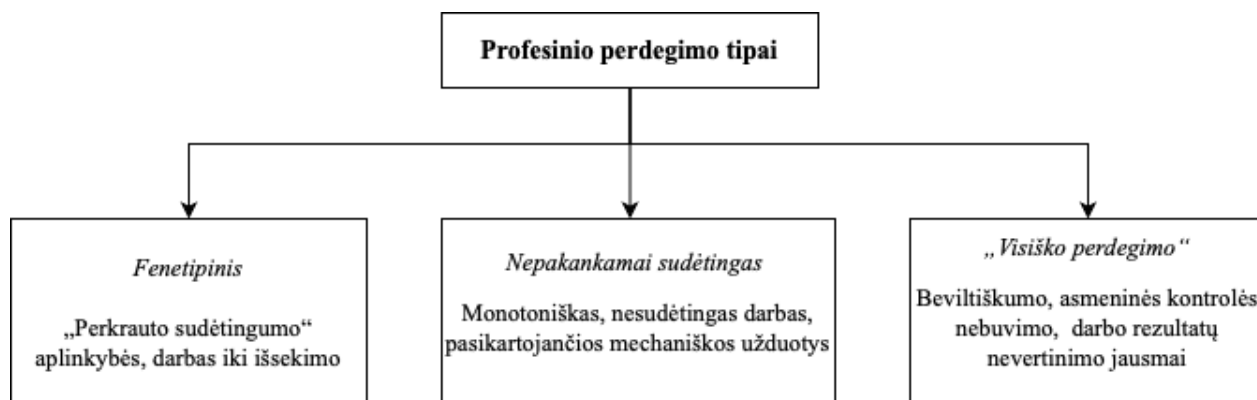 Profesinio perdegimo tipai
Fenetipinis
„Perkrauto sudėtingumo“
aplinkybės, darbas iki išsekimo
Nepakankamai sudėtingas
Monotoniškas, nesudėtingas darbas,
pasikartojančios mechaniškos užduotys
„Visiško perdegimo“
Beviltiškumo, asmeninės kontrolės
nebuvimo, darbo rezultatų
nevertinimo jausmai